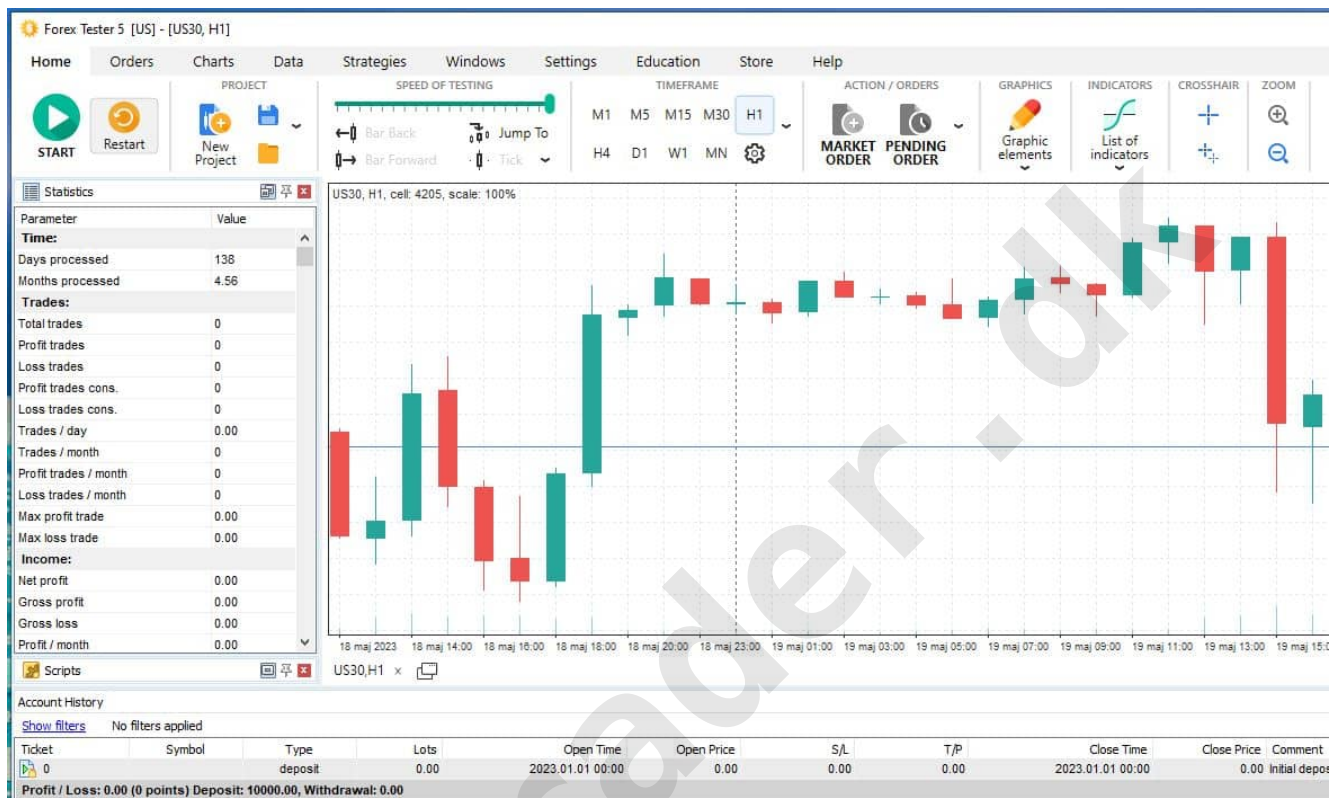 Forex Tester 5 [US] - [US30, H1]
Home Orders Charts Data Strategies Windows Settings Education Store Help
PROJECT SPEED OF TESTING TIMEFRAME ACTION / ORDERS GRAPHICS INDICATORS CROSSHAIR ZOOM
START
Restart
New Project
Bar Back Jump To
Bar Forward Tick
M1 M5 M15 M30 H1
H4 D1 W1 MN
MARKET ORDER
PENDING ORDER
Graphic elements
List of indicators
Statistics
Parameter Value
Time:
Days processed 138
Months processed 4.56
Trades:
Total trades 0
Profit trades 0
Loss trades 0
Profit trades cons. 0
Loss trades cons. 0
Trades / day 0.00
Trades / month 0
Profit trades / month 0
Loss trades / month 0
Max profit trade 0.00
Max loss trade 0.00
Income:
Net profit 0.00
Gross profit 0.00
Gross loss 0.00
Profit / month 0.00
Scripts
US30, H1, cell: 4205, scale: 100%
18 maj 2023 18 maj 14:00 18 maj 16:00 18 maj 18:00 18 maj 20:00 18 maj 23:00 19 maj 01:00 19 maj 03:00 19 maj 05:00 19 maj 07:00 19 maj 09:00 19 maj 11:00 19 maj 13:00 19 maj 15:0
US30,H1
Account History
Show filters No filters applied
Ticket Symbol Type Lots Open Time Open Price S/L T/P Close Time Close Price Comment
0 deposit 0.00 2023.01.01 00:00 0.00 0.00 0.00 2023.01.01 00:00 0.00 Initial depos
Profit / Loss: 0.00 (0 points) Deposit: 10000.00, Withdrawal: 0.00
ader.dk